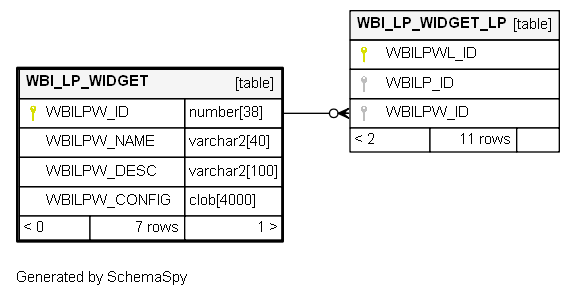 WBI_LP_WIDGET_LP [table]
WBILPWL_ID
WBILP_ID
WBILPW_ID
< 2 11 rows
WBI_LP_WIDGET [table]
WBILPW_ID number[38]
WBILPW_NAME varchar2[40]
WBILPW_DESC varchar2[100]
WBILPW_CONFIG clob[4000]
< 0 7 rows 1 >
Generated by SchemaSpy